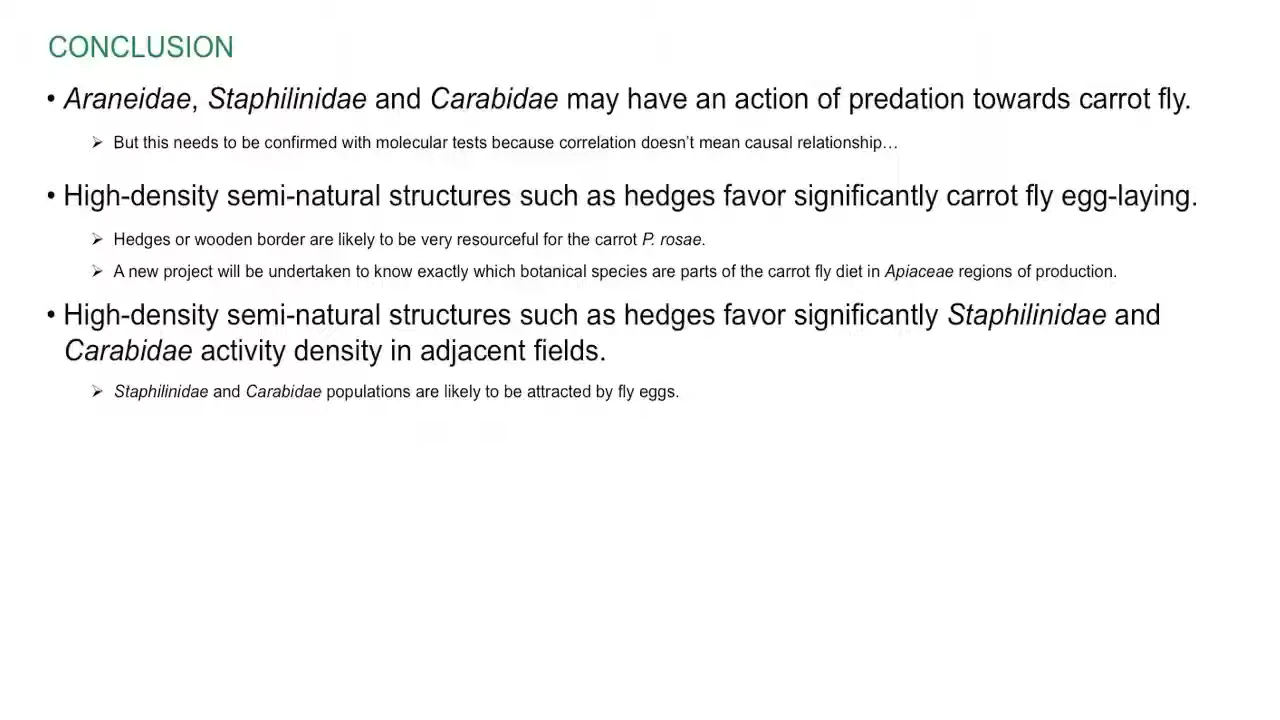 CONCLUSION
• Araneidae, Staphilinidae and Carabidae may have an action of predation towards carrot fly.
➢ But this needs to be confirmed with molecular tests because correlation doesn’t mean causal relationship…
• High-density semi-natural structures such as hedges favor significantly carrot fly egg-laying.
➢ Hedges or wooden border are likely to be very resourceful for the carrot P. rosae.
➢ A new project will be undertaken to know exactly which botanical species are parts of the carrot fly diet in Apiaceae regions of production.
• High-density semi-natural structures such as hedges favor significantly Staphilinidae and
Carabidae activity density in adjacent fields.
➢ Staphilinidae and Carabidae populations are likely to be attracted by fly eggs.